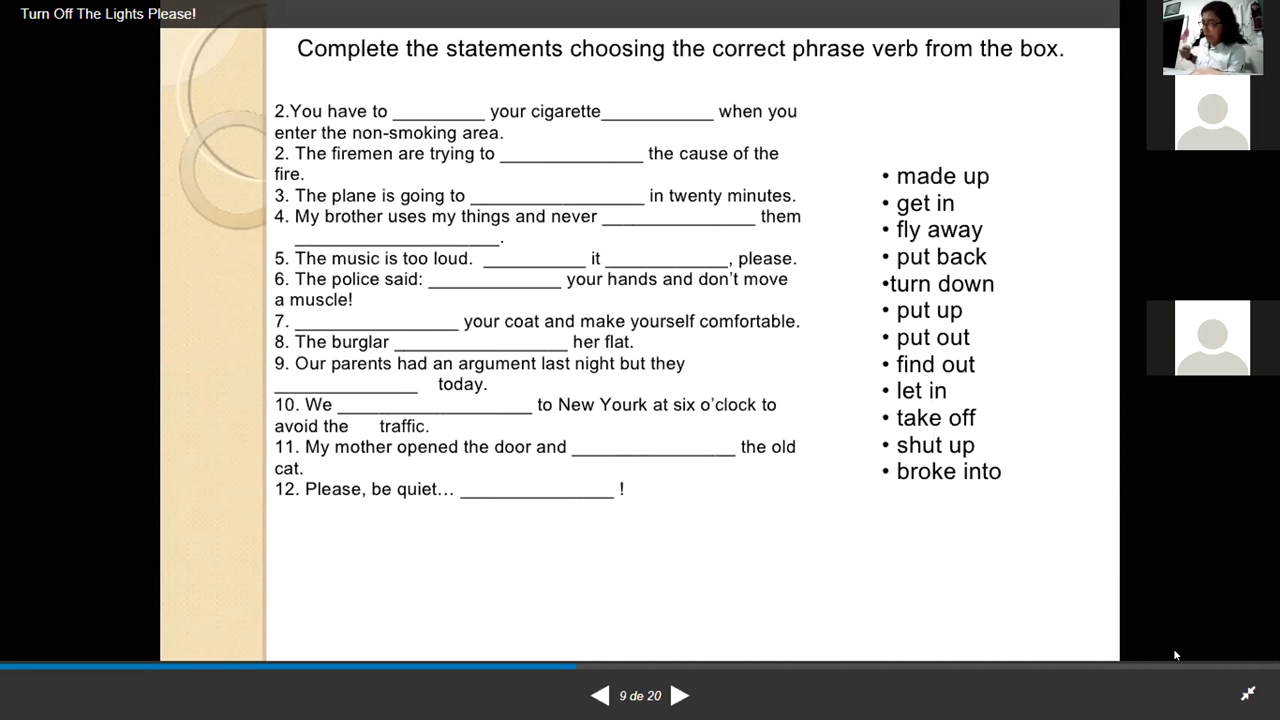 Turn Off The Lights Please!
Complete the statements choosing the correct phrase verb from the box.
2.You have to _________ your cigarette___________ when you
enter the non-smoking area.
2. The firemen are trying to ______________ the cause of the
fire.
3. The plane is going to _________________ in twenty minutes.
4. My brother uses my things and never _______________ them
____________________.
5. The music is too loud. __________ it ____________, please.
6. The police said: _____________ your hands and don't move
a muscle!
7. ________________ your coat and make yourself comfortable.
8. The burglar _________________ her flat.
9. Our parents had an argument last night but they
______________ today.
10. We ___________________ to New Yourk at six o'clock to
avoid the traffic.
11. My mother opened the door and ________________ the old
cat.
12. Please, be quiet… _______________ !
• made up
• get in
• fly away
• put back
•turn down
• put up
• put out
• find out
• let in
• take off
• shut up
• broke into
9 de 20